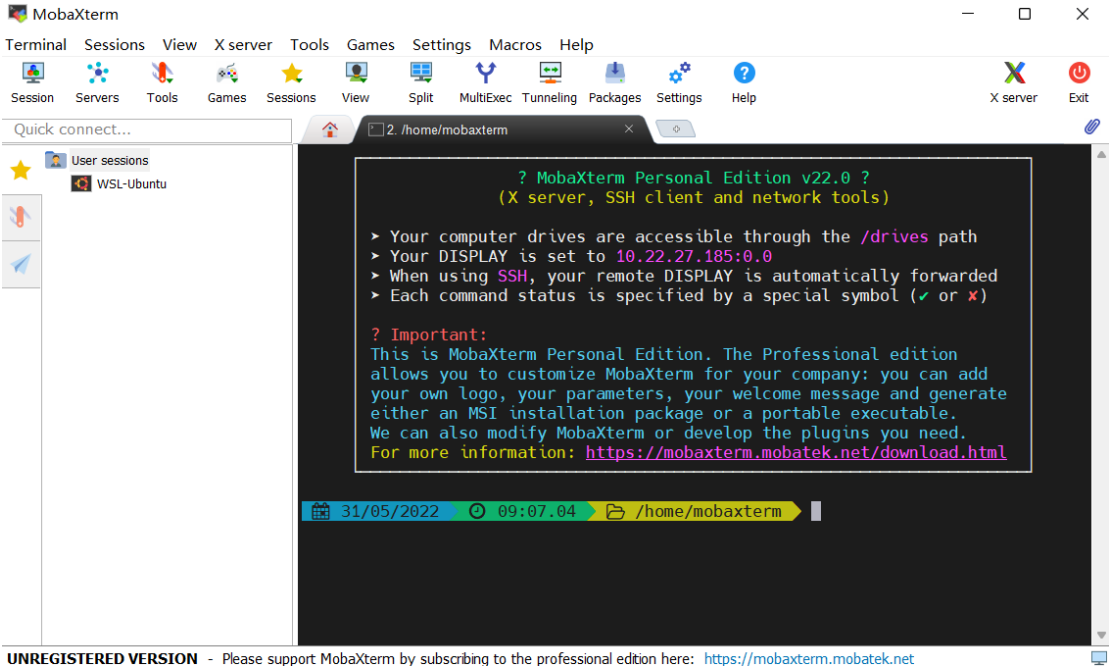 MobaXterm
Terminal Sessions View X server Tools Games Settings Macros Help
Session Servers Tools Games Sessions View Split MultiExec Tunneling Packages Settings Help X server Exit
Quick connect...
2. /home/mobaxterm
User sessions
WSL-Ubuntu
? MobaXterm Personal Edition v22.0 ?
(X server, SSH client and network tools)
➤ Your computer drives are accessible through the /drives path
➤ Your DISPLAY is set to 10.22.27.185:0.0
➤ When using SSH, your remote DISPLAY is automatically forwarded
➤ Each command status is specified by a special symbol (✔ or ✘)
? Important:
This is MobaXterm Personal Edition. The Professional edition
allows you to customize MobaXterm for your company: you can add
your own logo, your parameters, your welcome message and generate
either an MSI installation package or a portable executable.
We can also modify MobaXterm or develop the plugins you need.
For more information: https://mobaxterm.mobatek.net/download.html
31/05/2022 09:07.04 /home/mobaxterm
UNREGISTERED VERSION - Please support MobaXterm by subscribing to the professional edition here: https://mobaxterm.mobatek.net